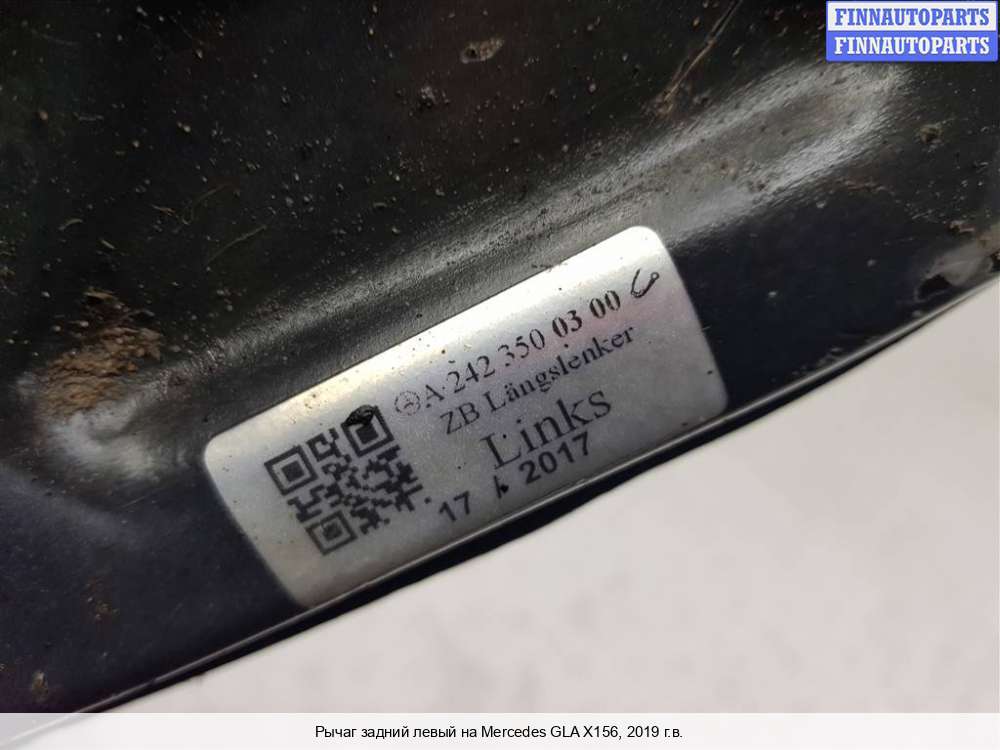 FINNAUTOPARTS
FINNAUTOPARTS
A 242 350 03 00
ZB Längslenker
Links
17 / 2017
Рычаг задний левый на Mercedes GLA X156, 2019 г.в.